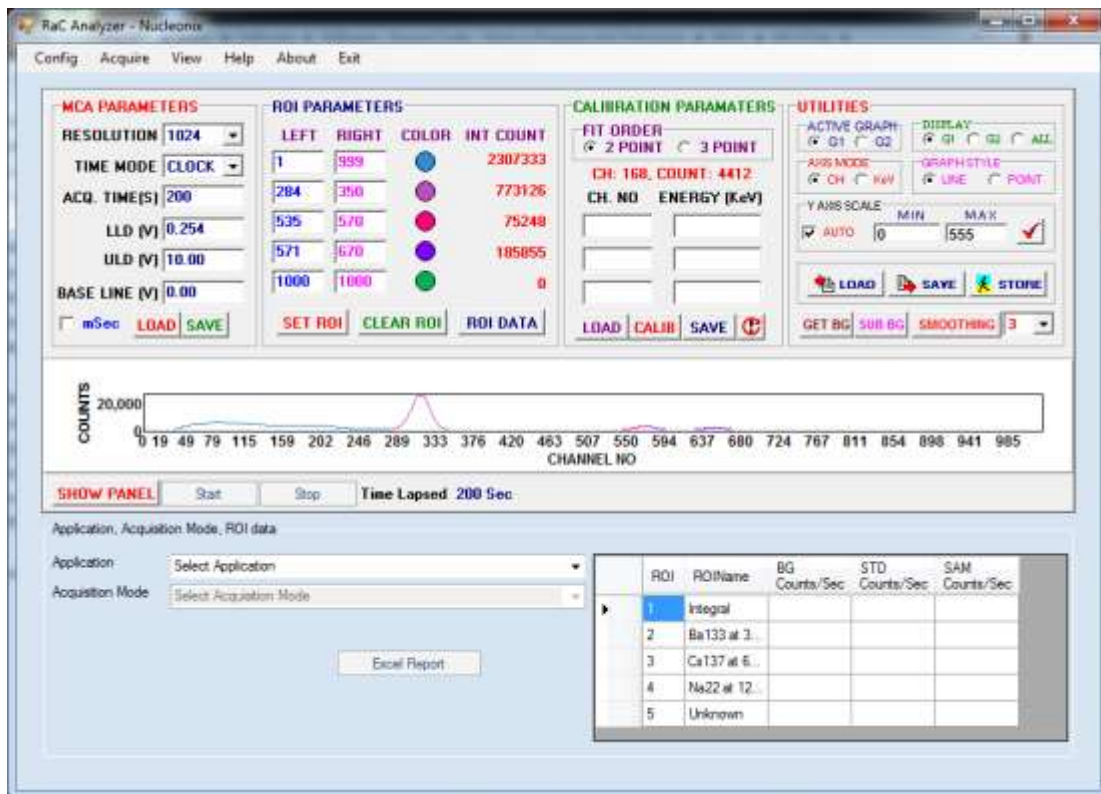 RaC Analyzer - Nucleonix
Config Acquire View Help About Exit
MCA PARAMETERS
RESOLUTION 1024
TIME MODE CLOCK
ACQ. TIME(S) 200
LLD (V) 0.254
ULD (V) 10.00
BASE LINE (V) 0.00
mSec LOAD SAVE
ROI PARAMETERS
LEFT RIGHT COLOR INT COUNT
1 999 2307333
284 350 773126
535 570 75248
571 670 185855
1000 1000 0
SET ROI CLEAR ROI ROI DATA
CALIBRATION PARAMATERS
FIT ORDER
2 POINT 3 POINT
CH: 168, COUNT: 4412
CH. NO ENERGY (KeV)
LOAD CALIB SAVE
UTILITIES
ACTIVE GRAPH
G1 G2
DISPLAY
G1 G2 ALL
AXIS MODE
CH KeV
GRAPH STYLE
LINE POINT
Y AXIS SCALE
MIN MAX
AUTO 0 555
LOAD SAVE STORE
GET BG SUB BG SMOOTHING 3
COUNTS
20,000
0
0 19 49 79 115 159 202 246 289 333 376 420 463 507 550 594 637 680 724 767 811 854 898 941 985
CHANNEL NO
SHOW PANEL Start Stop Time Lapsed 200 Sec
Application, Acquisition Mode, ROI data
Application Select Application
Acquisition Mode Select Acquisition Mode
Excel Report
ROI ROIName BG Counts/Sec STD Counts/Sec SAM Counts/Sec
1 Integral
2 Ba133 at 3...
3 Ca137 at 6...
4 Na22 at 12...
5 Unknown